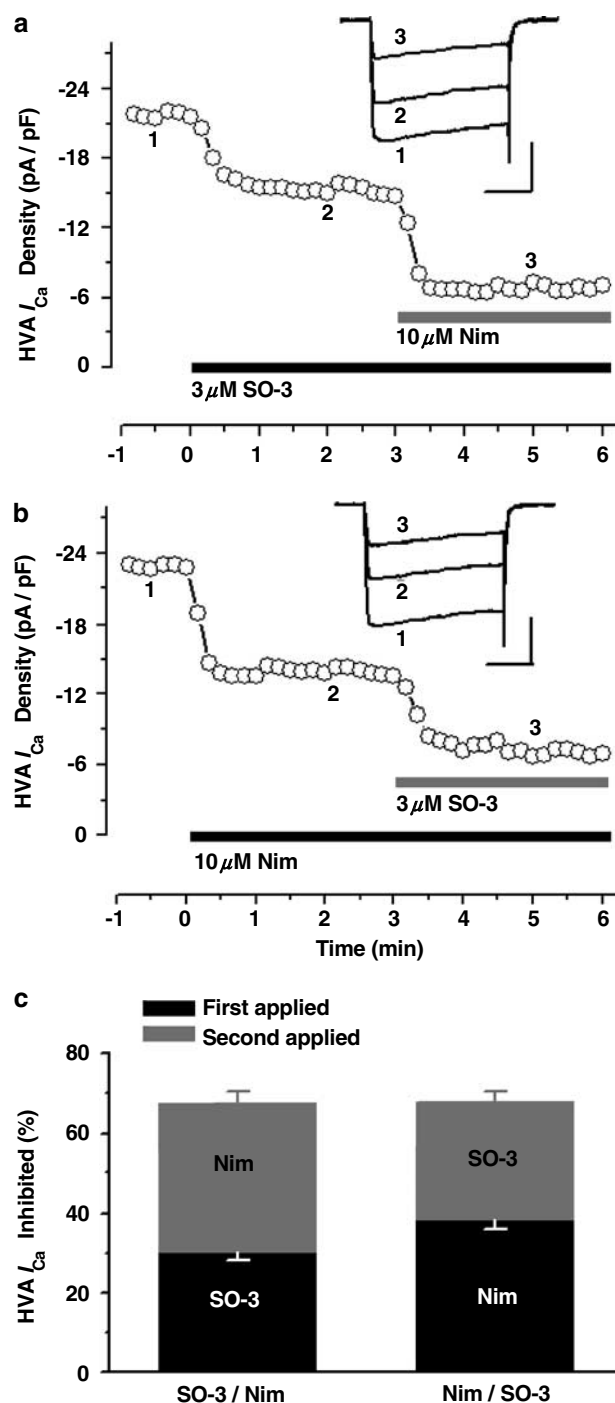 a
HVA I_Ca Density (pA / pF)
-24
-18
-12
-6
0
1
2
3
3
2
1
10 μM Nim
3 μM SO-3
-1 0 1 2 3 4 5 6
b
HVA I_Ca Density (pA / pF)
-24
-18
-12
-6
0
1
2
3
3
2
1
3 μM SO-3
10 μM Nim
-1 0 1 2 3 4 5 6
Time (min)
c
First applied
Second applied
HVA I_Ca Inhibited (%)
80
60
40
20
0
Nim
SO-3
SO-3
Nim
SO-3 / Nim
Nim / SO-3